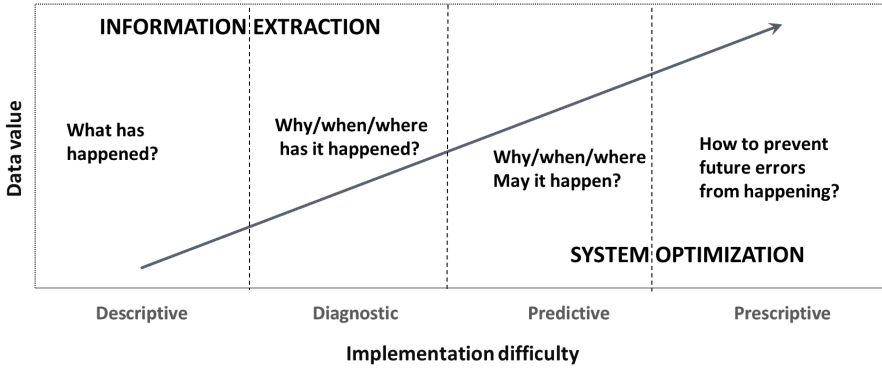 INFORMATION EXTRACTION
Data value
What has
happened?
Why/when/where
has it happened?
Why/when/where
May it happen?
How to prevent
future errors
from happening?
SYSTEM OPTIMIZATION
Descriptive
Diagnostic
Predictive
Prescriptive
Implementation difficulty